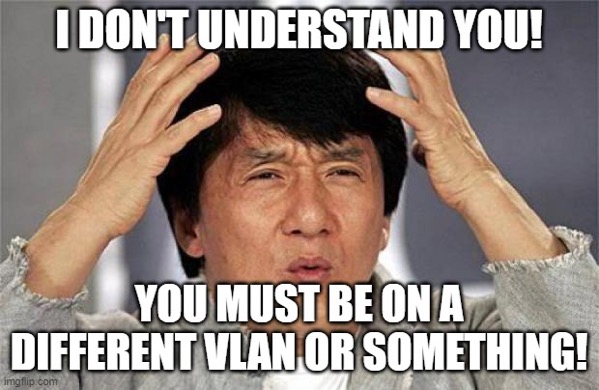 I DON'T UNDERSTAND YOU!
YOU MUST BE ON A
DIFFERENT VLAN OR SOMETHING!
imgflip.com